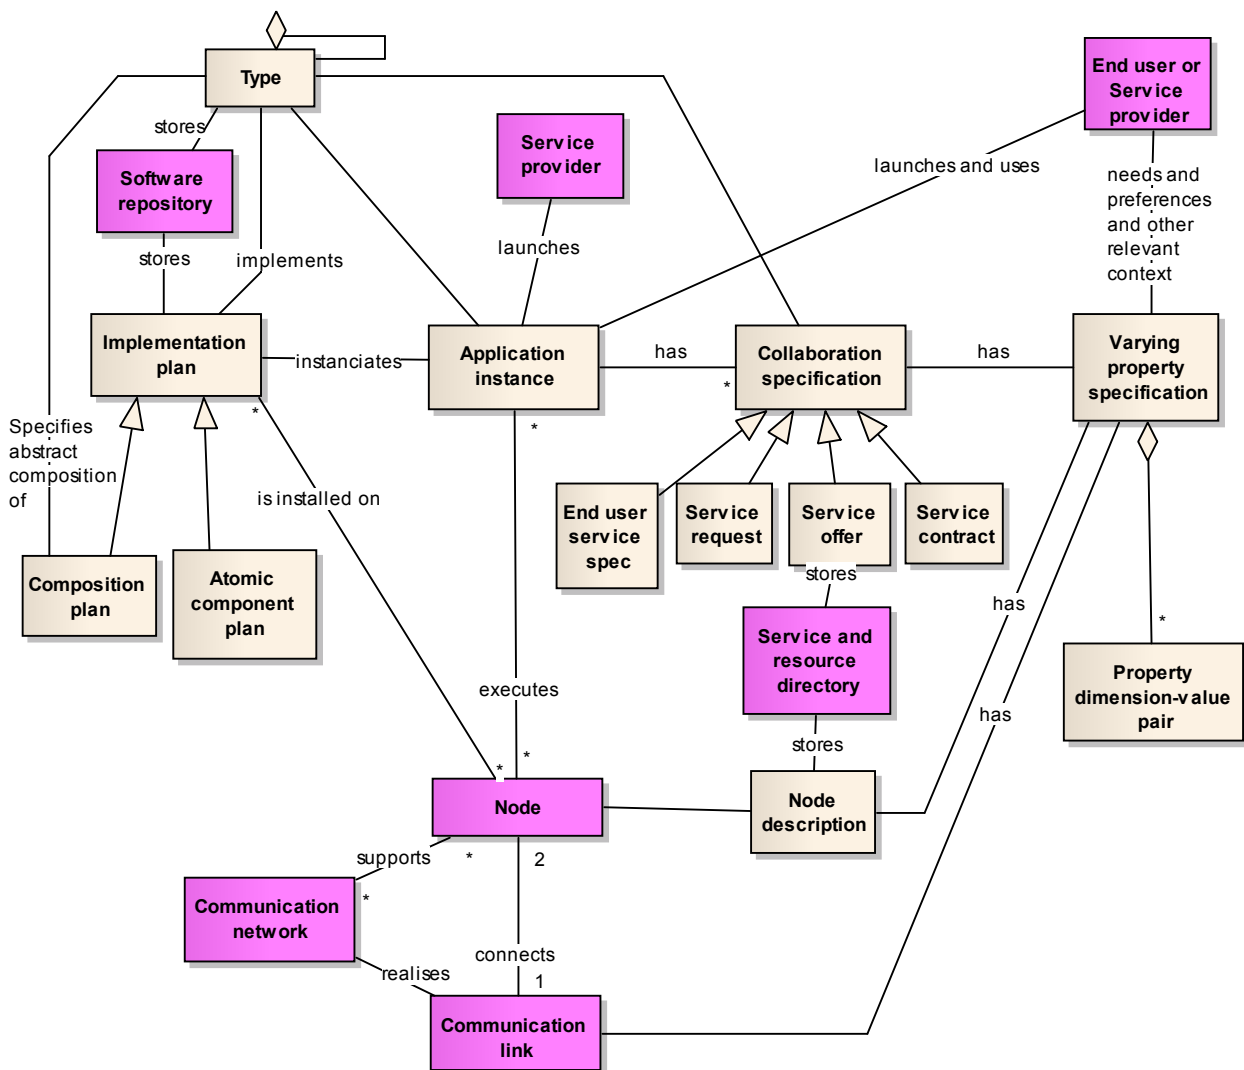 Type
End user or
Service
provider
stores
Service
provider
Software
repository
launches and uses
needs and
preferences
and other
relevant
context
launches
stores
implements
Implementation
plan
instanciates
Application
instance
has
Collaboration
specification
has
Varying
property
specification
*
*
*
Specifies
abstract
composition
of
is installed on
End user
service
spec
Service
request
Service
offer
Service
contract
stores
Composition
plan
Atomic
component
plan
has
*
Service and
resource
directory
Property
dimension-value
pair
executes
has
stores
*
*
Node
Node
description
supports
*
2
*
Communication
network
connects
realises
1
Communication
link